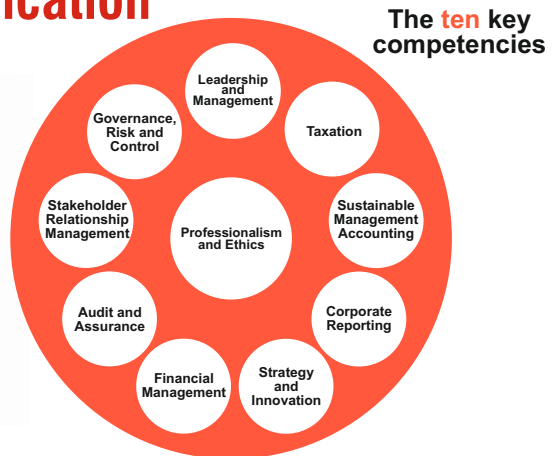 The ten key
competencies
Leadership
and
Management
Taxation
Sustainable
Management
Accounting
Corporate
Reporting
Strategy
and
Innovation
Financial
Management
Audit and
Assurance
Stakeholder
Relationship
Management
Governance,
Risk and
Control
Professionalism
and Ethics